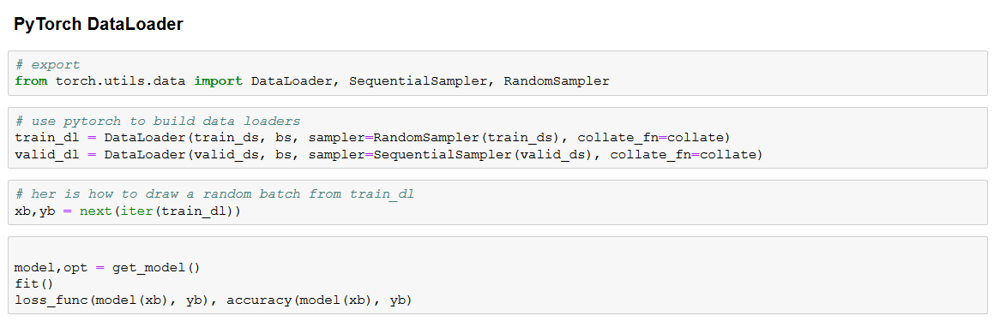 PyTorch DataLoader
# export
from torch.utils.data import DataLoader, SequentialSampler, RandomSampler
# use pytorch to build data loaders
train_dl = DataLoader(train_ds, bs, sampler=RandomSampler(train_ds), collate_fn=collate)
valid_dl = DataLoader(valid_ds, bs, sampler=SequentialSampler(valid_ds), collate_fn=collate)
# her is how to draw a random batch from train_dl
xb,yb = next(iter(train_dl))
model,opt = get_model()
fit()
loss_func(model(xb), yb), accuracy(model(xb), yb)